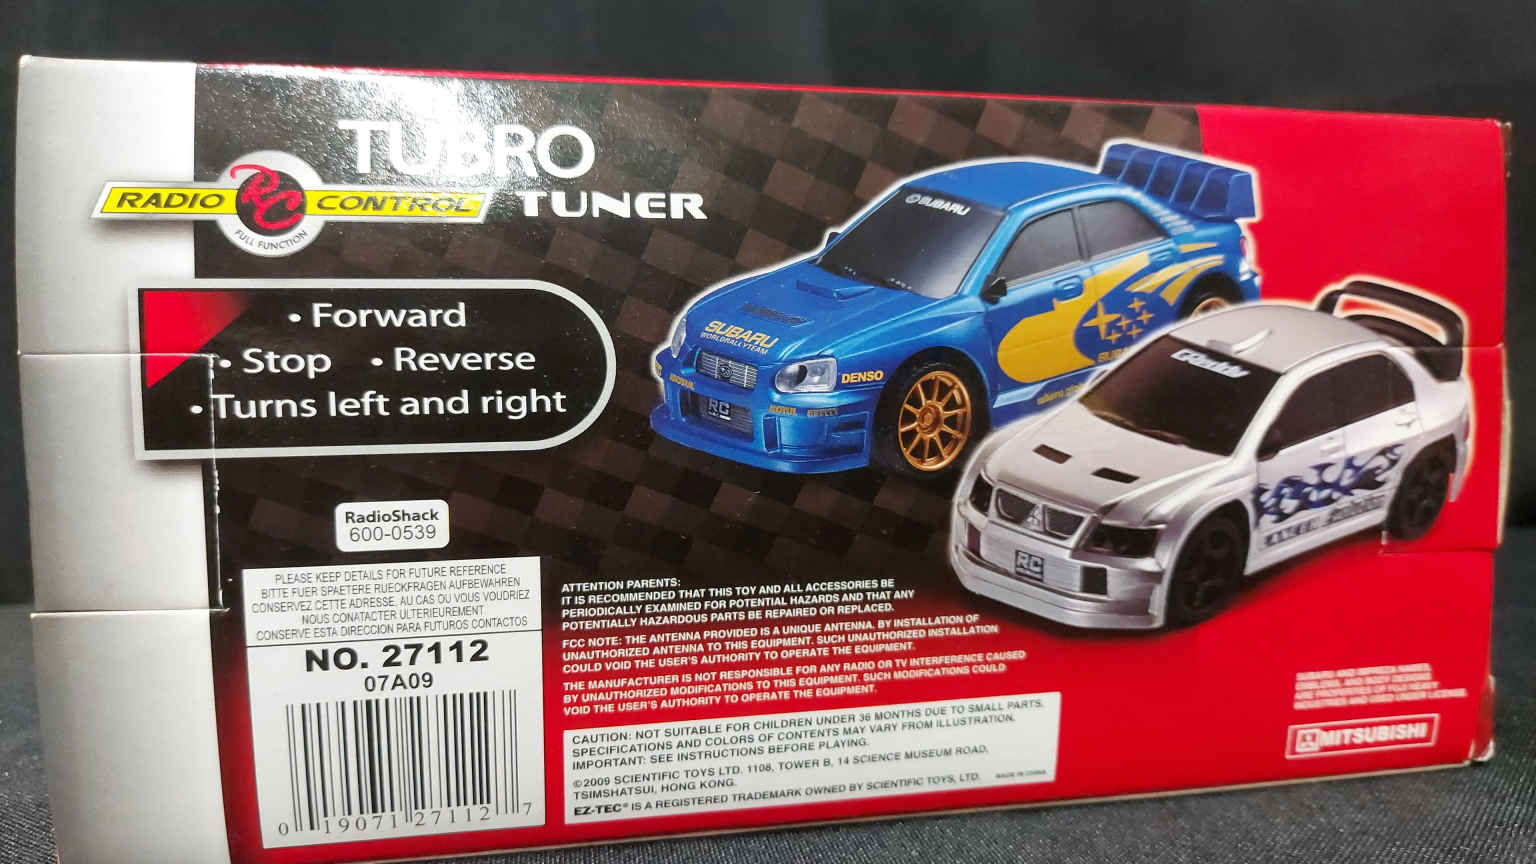 TUBRO
TUNER
RADIO RC CONTROL
FULL FUNCTION
• Forward
• Stop • Reverse
• Turns left and right
RadioShack
600-0539
PLEASE KEEP DETAILS FOR FUTURE REFERENCE
BITTE FUER SPAETERE RUECKFRAGEN AUFBEWAHREN
CONSERVEZ CETTE ADRESSE, AU CAS OU VOUS VOUDRIEZ
NOUS CONATACTER ULTERIEUREMENT
CONSERVE ESTA DIRECCION PARA FUTUROS CONTACTOS
NO. 27112
07A09
0 19071 27112 7
SUBARU
SUBARU
WORLD RALLY TEAM
DENSO
MOTUL
RC
SUBARU
GReddy
RC
LANCER
ATTENTION PARENTS:
IT IS RECOMMENDED THAT THIS TOY AND ALL ACCESSORIES BE
PERIODICALLY EXAMINED FOR POTENTIAL HAZARDS AND THAT ANY
POTENTIALLY HAZARDOUS PARTS BE REPAIRED OR REPLACED.
FCC NOTE: THE ANTENNA PROVIDED IS A UNIQUE ANTENNA. BY INSTALLATION OF
UNAUTHORIZED ANTENNA TO THIS EQUIPMENT. SUCH UNAUTHORIZED INSTALLATION
COULD VOID THE USER'S AUTHORITY TO OPERATE THE EQUIPMENT.
THE MANUFACTURER IS NOT RESPONSIBLE FOR ANY RADIO OR TV INTERFERENCE CAUSED
BY UNAUTHORIZED MODIFICATIONS TO THIS EQUIPMENT. SUCH MODIFICATIONS COULD
VOID THE USER'S AUTHORITY TO OPERATE THE EQUIPMENT.
CAUTION: NOT SUITABLE FOR CHILDREN UNDER 36 MONTHS DUE TO SMALL PARTS.
SPECIFICATIONS AND COLORS OF CONTENTS MAY VARY FROM ILLUSTRATION.
IMPORTANT: SEE INSTRUCTIONS BEFORE PLAYING.
©2009 SCIENTIFIC TOYS LTD. 1108, TOWER B, 14 SCIENCE MUSEUM ROAD,
TSIMSHATSUI, HONG KONG.
MADE IN CHINA
EZ-TEC® IS A REGISTERED TRADEMARK OWNED BY SCIENTIFIC TOYS, LTD.
SUBARU AND IMPREZA NAMES,
MITSUBISHI